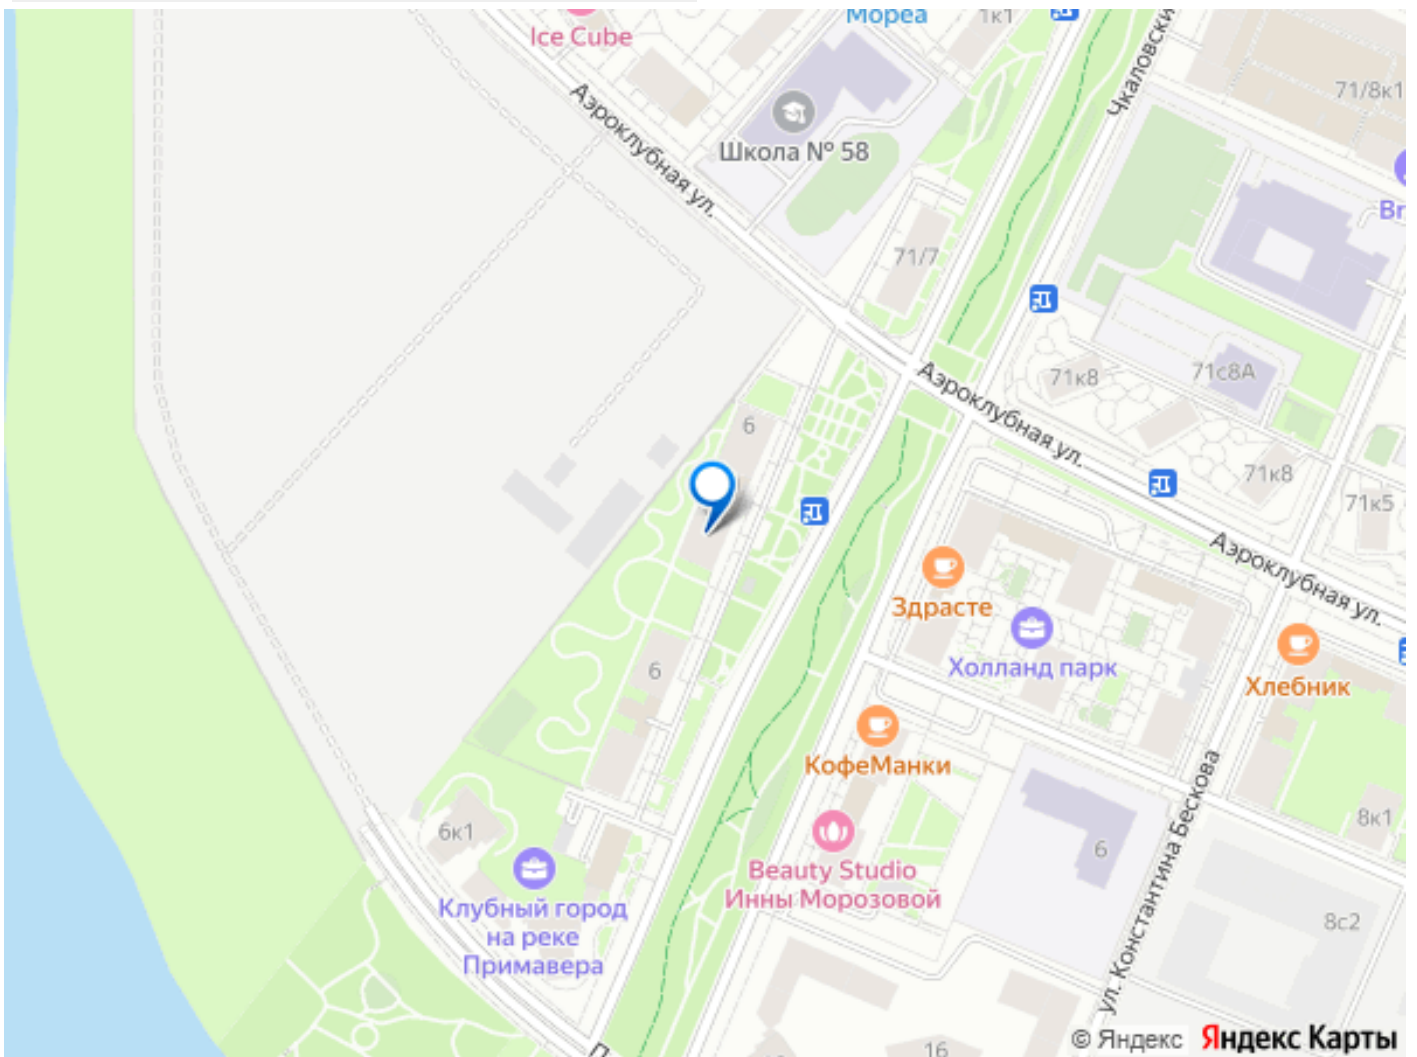 Ice Cube
Мореа
1к1
Чкаловски
71/8к1
Аэроклубная ул.
Школа № 58
Br
71/7
71к8
71с8А
Аэроклубная ул.
6
71к8
71к5
Аэроклубная ул.
Здрасте
Холланд парк
Хлебник
6
КофеМанки
ул. Константина Бескова
6к1
8к1
6
Beauty Studio
Инны Морозовой
Клубный город
на реке
Примавера
8с2
16
© Яндекс Яндекс Карты